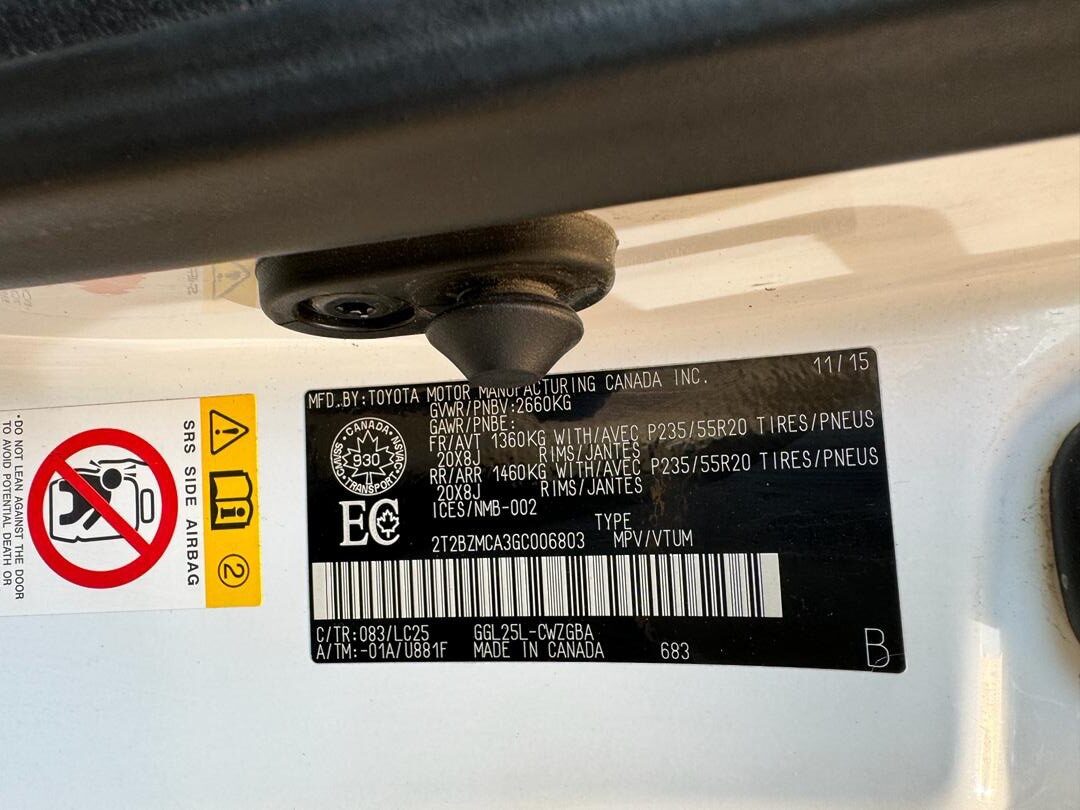 MFD.BY:TOYOTA MOTOR MANUFACTURING CANADA INC. 11/15
GVWR/PNBV:2660KG
GAWR/PNBE:
FR/AVT 1360KG WITH/AVEC P235/55R20 TIRES/PNEUS
20X8J RIMS/JANTES
RR/ARR 1460KG WITH/AVEC P235/55R20 TIRES/PNEUS
20X8J RIMS/JANTES
ICES/NMB-002
CANADA
930
TRANSPORT
EC
TYPE
2T2BZMCA3GC006803 MPV/VTUM
C/TR:083/LC25 GGL25L-CWZGBA
A/TM:-01A/U881F MADE IN CANADA 683 B
SRS SIDE AIRBAG
2
•DO NOT LEAN AGAINST THE DOOR
TO AVOID POTENTIAL DEATH OR